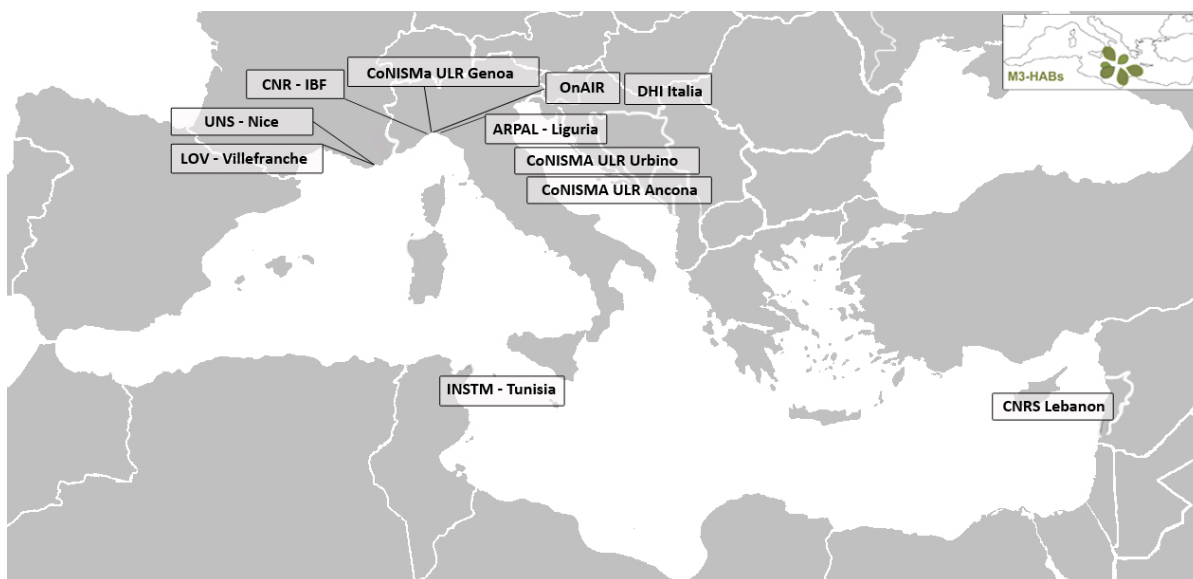 CoNISMa ULR Genoa
M3-HABs
CNR - IBF
OnAIR
DHI Italia
UNS - Nice
ARPAL - Liguria
LOV - Villefranche
CoNISMA ULR Urbino
CoNISMA ULR Ancona
INSTM - Tunisia
CNRS Lebanon